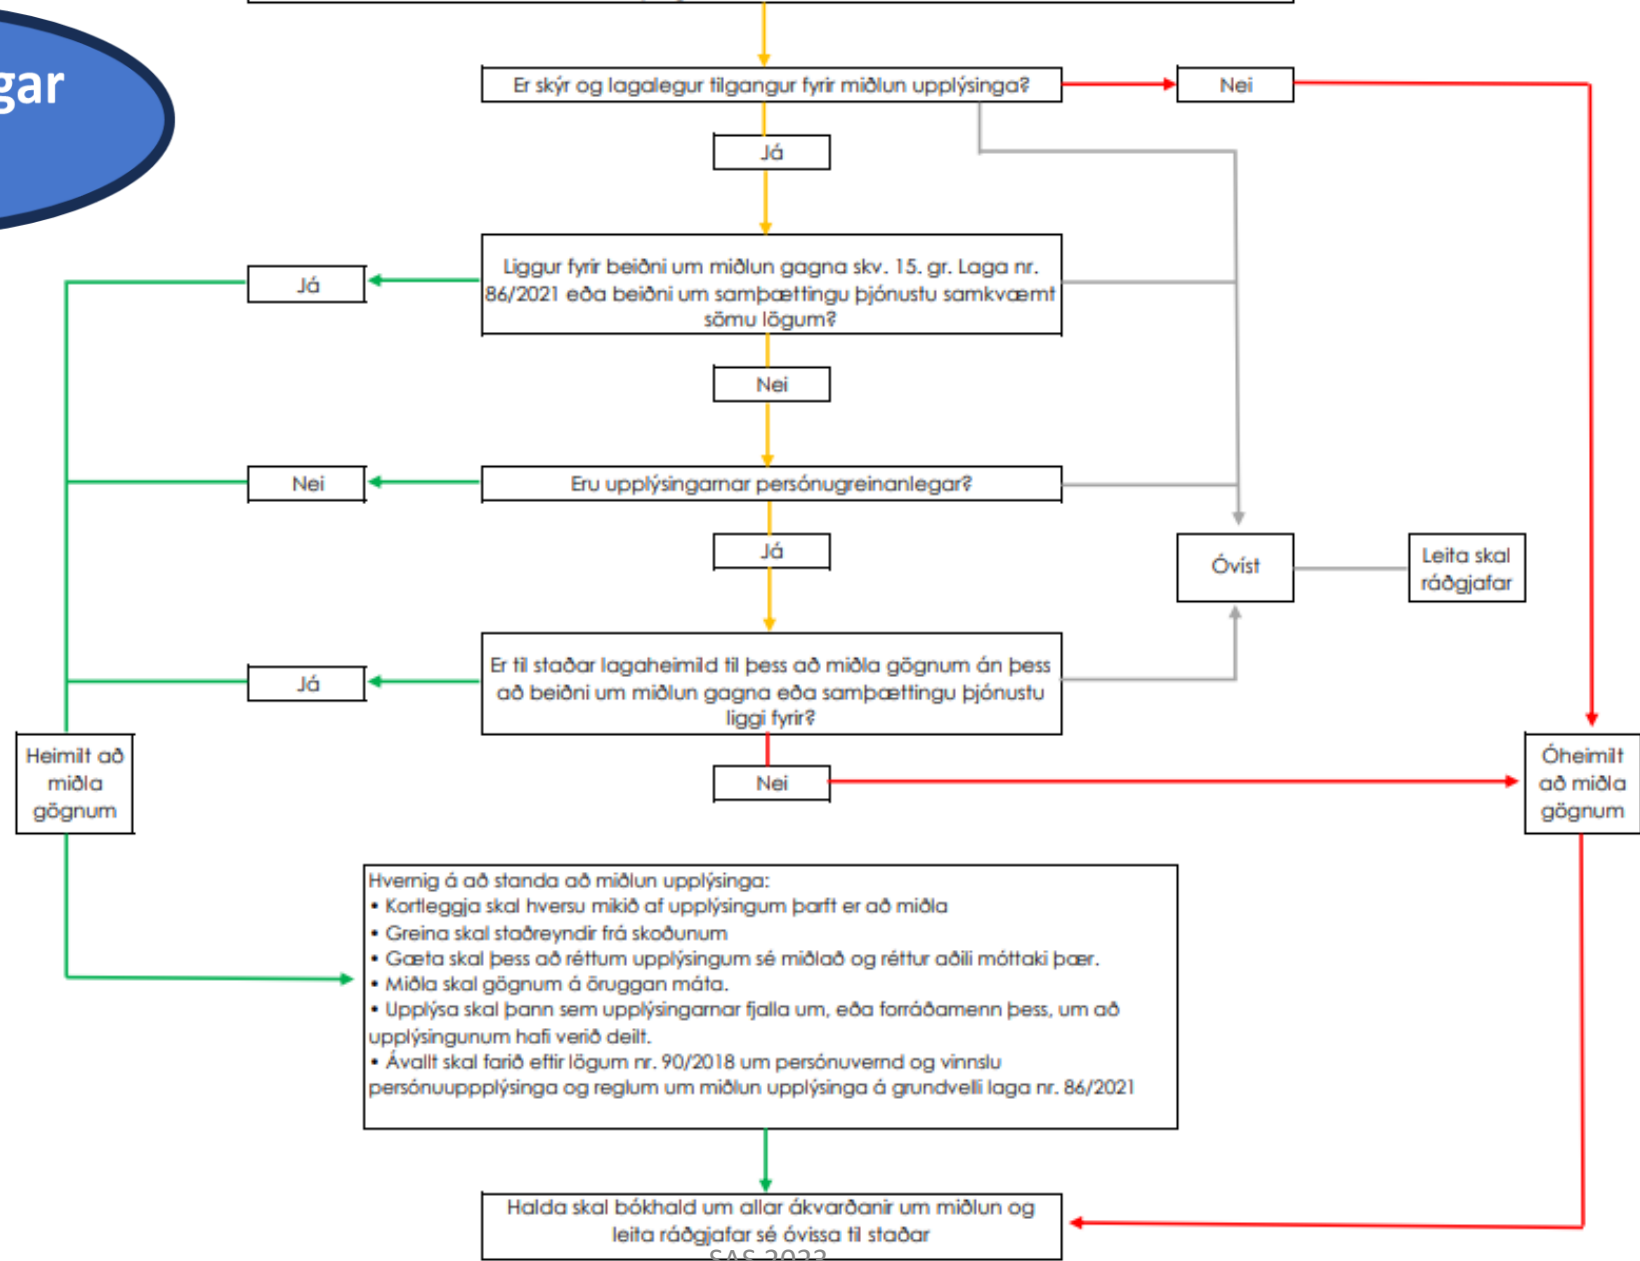 gar
Er skýr og lagalegur tilgangur fyrir miðlun upplýsinga?
Nei
Já
Liggur fyrir beiðni um miðlun gagna skv. 15. gr. Laga nr.
86/2021 eða beiðni um samþættingu þjónustu samkvæmt
sömu lögum?
Já
Nei
Eru upplýsingarnar persónugreinanlegar?
Nei
Já
Óvíst
Leita skal
ráðgjafar
Er til staðar lagaheimild til þess að miðla gögnum án þess
að beiðni um miðlun gagna eða samþættingu þjónustu
liggi fyrir?
Já
Nei
Heimilt að
miðla
gögnum
Óheimilt
að miðla
gögnum
Hvernig á að standa að miðlun upplýsinga:
• Kortleggja skal hversu mikið af upplýsingum þarft er að miðla
• Greina skal staðreyndir frá skoðunum
• Gæta skal þess að réttum upplýsingum sé miðlað og réttur aðili móttaki þær.
• Miðla skal gögnum á öruggan máta.
• Upplýsa skal þann sem upplýsingarnar fjalla um, eða forráðamenn þess, um að
upplýsingunum hafi verið deilt.
• Ávallt skal farið eftir lögum nr. 90/2018 um persónuvernd og vinnslu
persónuuppplýsinga og reglum um miðlun upplýsinga á grundvelli laga nr. 86/2021
Halda skal bókhald um allar ákvarðanir um miðlun og
leita ráðgjafar sé óvissa til staðar
SAS 2023